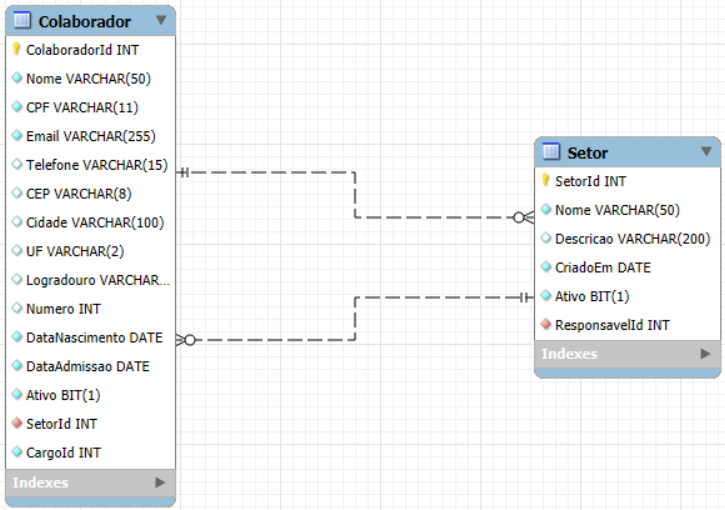 Colaborador
ColaboradorId INT
Nome VARCHAR(50)
CPF VARCHAR(11)
Email VARCHAR(255)
Telefone VARCHAR(15)
CEP VARCHAR(8)
Cidade VARCHAR(100)
UF VARCHAR(2)
Logradouro VARCHAR...
Numero INT
DataNascimento DATE
DataAdmissao DATE
Ativo BIT(1)
SetorId INT
CargoId INT
Indexes
Setor
SetorId INT
Nome VARCHAR(50)
Descricao VARCHAR(200)
CriadoEm DATE
Ativo BIT(1)
ResponsavelId INT
Indexes